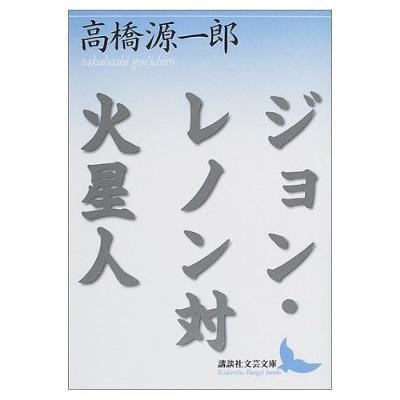 高橋源一郎
takahashi gen'ichiro
ジョン・
レノン対
火星人
講談社文芸文庫
Kodansha Bungei bunko